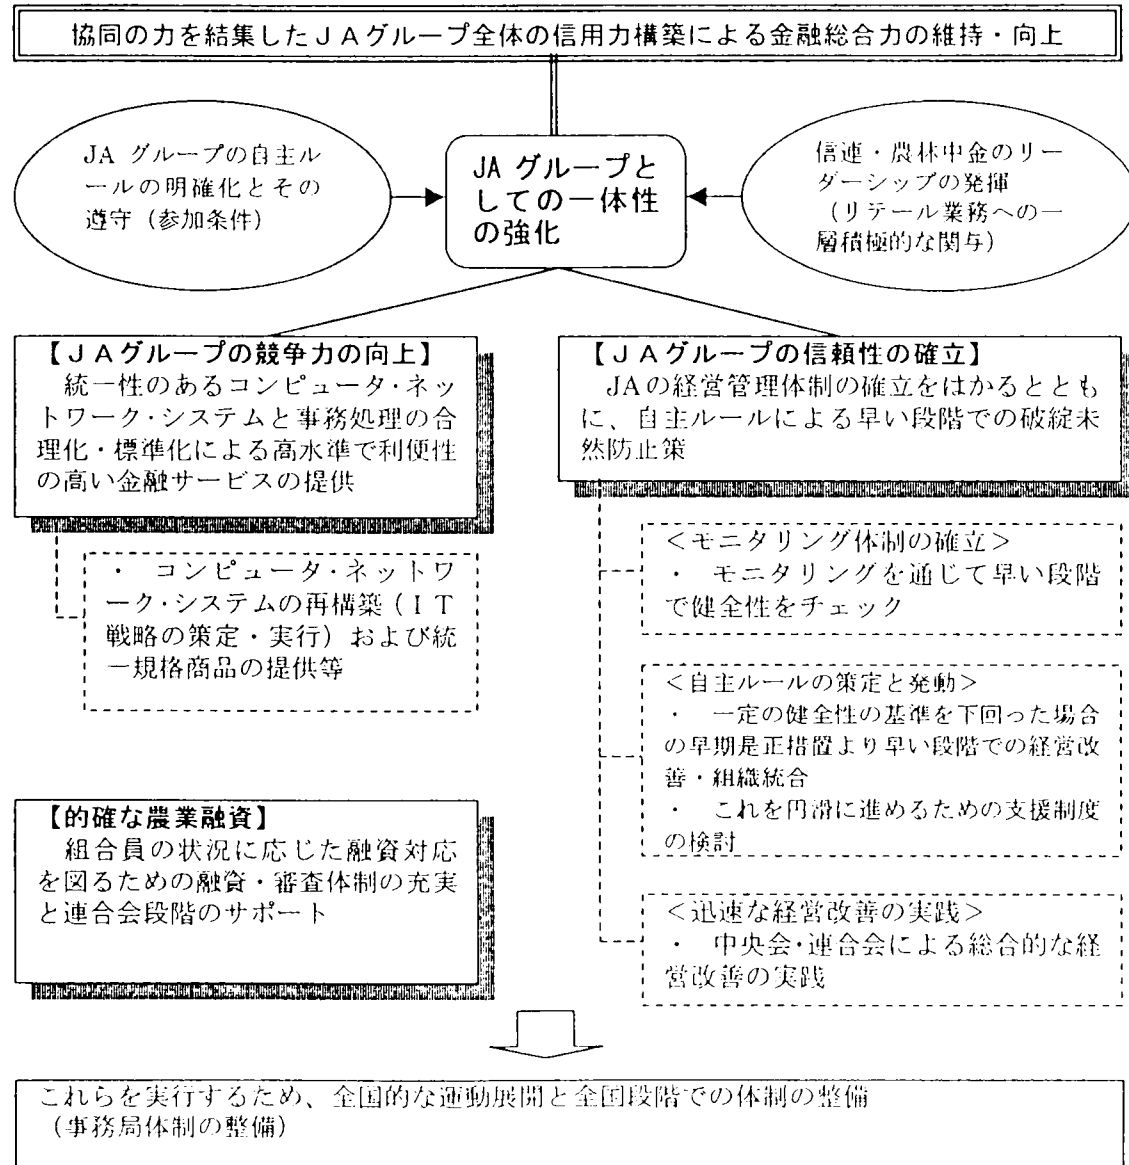 協同の力を結集したＪＡグループ全体の信用力構築による金融総合力の維持・向上
JA グループの自主ル
ールの明確化とその
遵守（参加条件）
JA グループと
しての一体性
の強化
信連・農林中金のリー
ダーシップの発揮
（リテール業務への一
層積極的な関与）
【ＪＡグループの競争力の向上】
統一性のあるコンピュータ・ネッ
トワーク・システムと事務処理の合
理化・標準化による高水準で利便性
の高い金融サービスの提供
・　コンピュータ・ネットワ
ーク・システムの再構築（ＩＴ
戦略の策定・実行）および統
一規格商品の提供等
【的確な農業融資】
組合員の状況に応じた融資対応
を図るための融資・審査体制の充実
と連合会段階のサポート
【ＪＡグループの信頼性の確立】
JAの経営管理体制の確立をはかるととも
に、自主ルールによる早い段階での破綻未
然防止策
＜モニタリング体制の確立＞
・　モニタリングを通じて早い段階
で健全性をチェック
＜自主ルールの策定と発動＞
・　一定の健全性の基準を下回った場合
の早期是正措置より早い段階での経営改
善・組織統合
・　これを円滑に進めるための支援制度
の検討
＜迅速な経営改善の実践＞
・　中央会・連合会による総合的な経
営改善の実践
これらを実行するため、全国的な運動展開と全国段階での体制の整備
（事務局体制の整備）